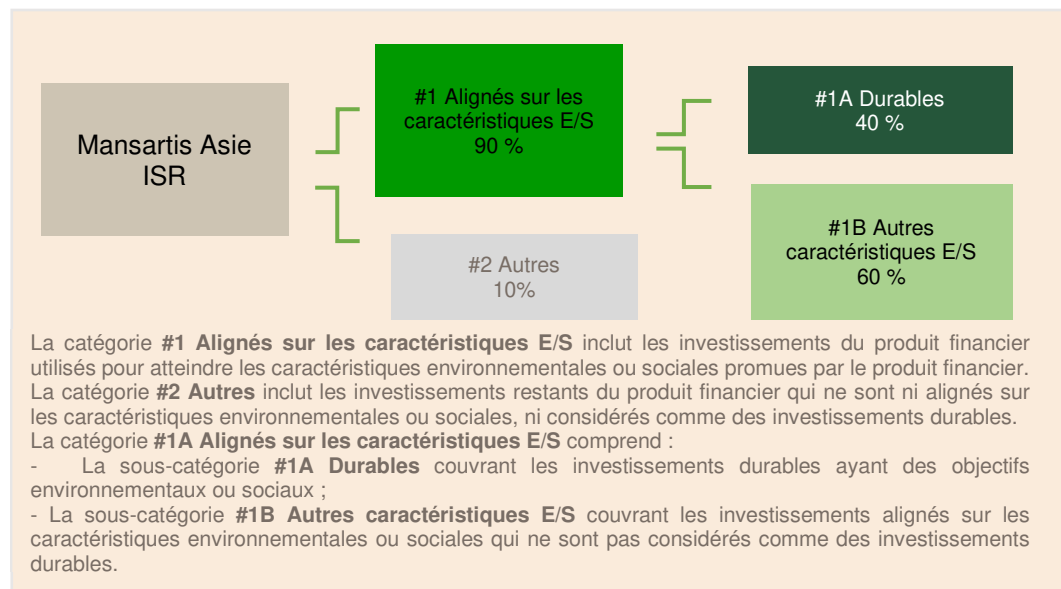 Mansartis Asie
ISR
#1 Alignés sur les
caractéristiques E/S
90 %
#2 Autres
10%
#1A Durables
40 %
#1B Autres
caractéristiques E/S
60 %
La catégorie #1 Alignés sur les caractéristiques E/S inclut les investissements du produit financier
utilisés pour atteindre les caractéristiques environnementales ou sociales promues par le produit financier.
La catégorie #2 Autres inclut les investissements restants du produit financier qui ne sont ni alignés sur
les caractéristiques environnementales ou sociales, ni considérés comme des investissements durables.
La catégorie #1A Alignés sur les caractéristiques E/S comprend :
- La sous-catégorie #1A Durables couvrant les investissements durables ayant des objectifs
environnementaux ou sociaux ;
- La sous-catégorie #1B Autres caractéristiques E/S couvrant les investissements alignés sur les
caractéristiques environnementales ou sociales qui ne sont pas considérés comme des investissements
durables.